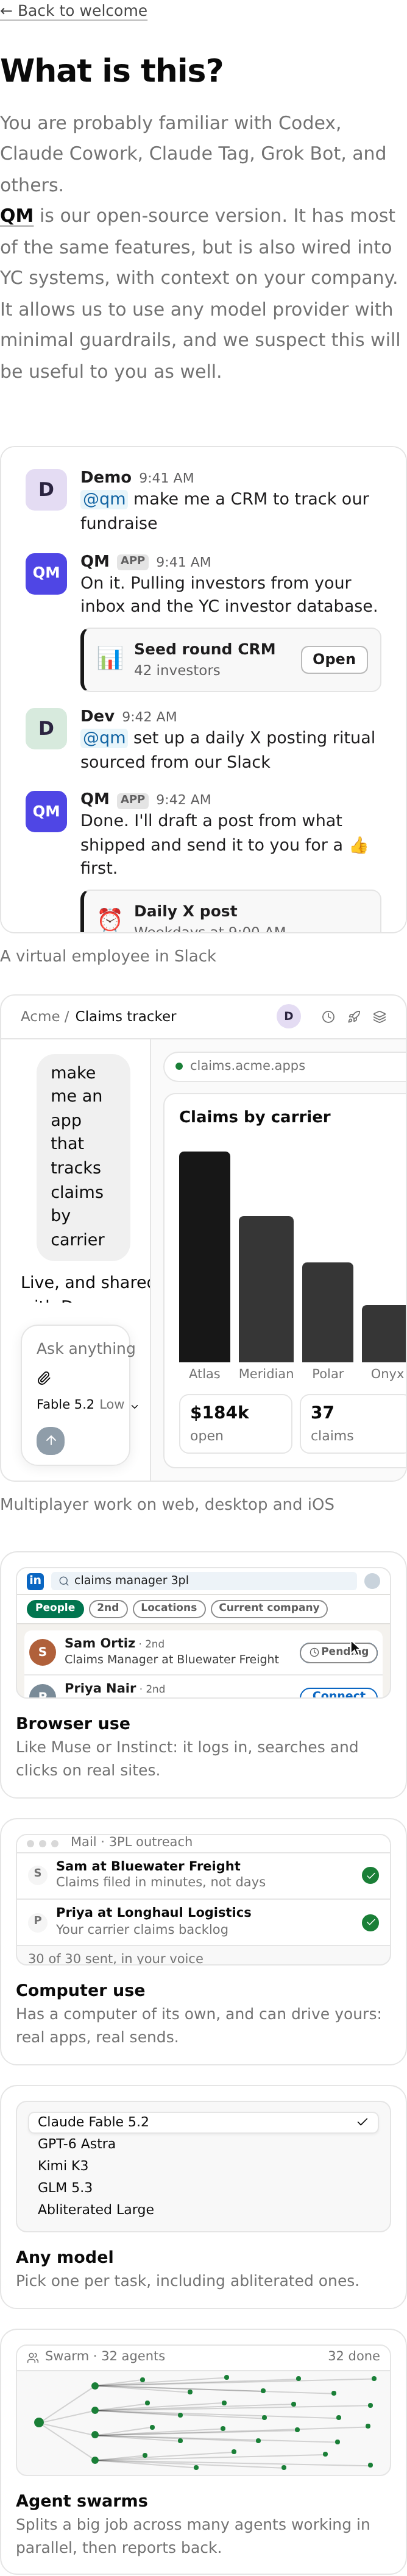 ← Back to welcome
What is this?
You are probably familiar with Codex,
Claude Cowork, Claude Tag, Grok Bot, and
others.
QM is our open-source version. It has most
of the same features, but is also wired into
YC systems, with context on your company.
It allows us to use any model provider with
minimal guardrails, and we suspect this will
be useful to you as well.
D
Demo 9:41 AM
@qm make me a CRM to track our
fundraise
QM
QM APP 9:41 AM
On it. Pulling investors from your
inbox and the YC investor database.
Seed round CRM
42 investors
Open
D
Dev 9:42 AM
@qm set up a daily X posting ritual
sourced from our Slack
QM
QM APP 9:42 AM
Done. I'll draft a post from what
shipped and send it to you for a 👍
first.
Daily X post
Weekdays at 9:00 AM
A virtual employee in Slack
Acme / Claims tracker
D
make
me an
app
that
tracks
claims
by
carrier
Live, and shared
Ask anything
Fable 5.2 Low
claims.acme.apps
Claims by carrier
Atlas Meridian Polar Onyx
$184k
open
37
claims
Multiplayer work on web, desktop and iOS
in
claims manager 3pl
People 2nd Locations Current company
S
Sam Ortiz · 2nd
Claims Manager at Bluewater Freight
Pending
P
Priya Nair · 2nd
Connect
Browser use
Like Muse or Instinct: it logs in, searches and
clicks on real sites.
Mail · 3PL outreach
S
Sam at Bluewater Freight
Claims filed in minutes, not days
P
Priya at Longhaul Logistics
Your carrier claims backlog
30 of 30 sent, in your voice
Computer use
Has a computer of its own, and can drive yours:
real apps, real sends.
Claude Fable 5.2
GPT-6 Astra
Kimi K3
GLM 5.3
Abliterated Large
Any model
Pick one per task, including abliterated ones.
Swarm · 32 agents
32 done
Agent swarms
Splits a big job across many agents working in
parallel, then reports back.